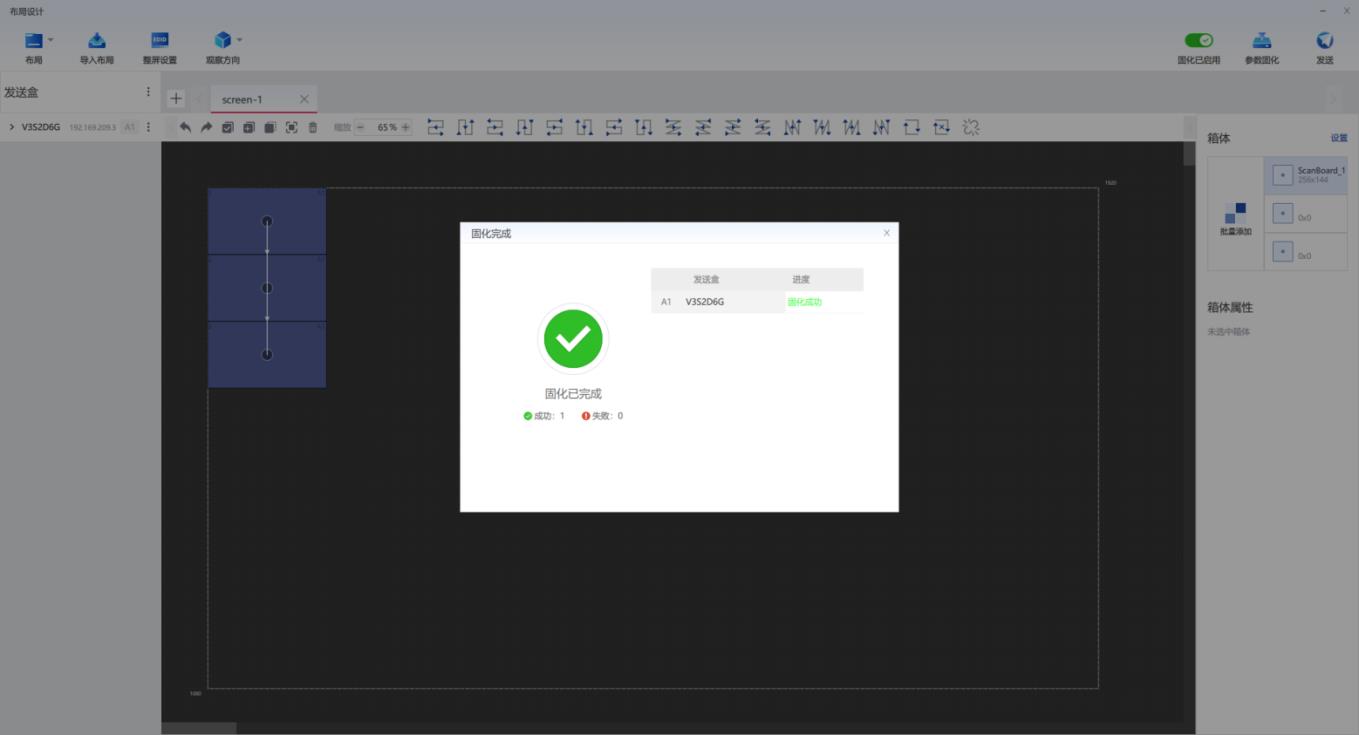 布局设计
布局
导入布局
EDID
整屏设置
观察方向
固化已启用
参数固化
发送
发送盒
screen-1
V3S2D6G 192.169.209.3 A1
缩放 65 %
1920
1080
固化完成
发送盒 进度
A1 V3S2D6G 固化成功
固化已完成
成功: 1 失败: 0
箱体 设置
批量添加
ScanBoard_1
256x144
0x0
0x0
箱体属性
未选中箱体